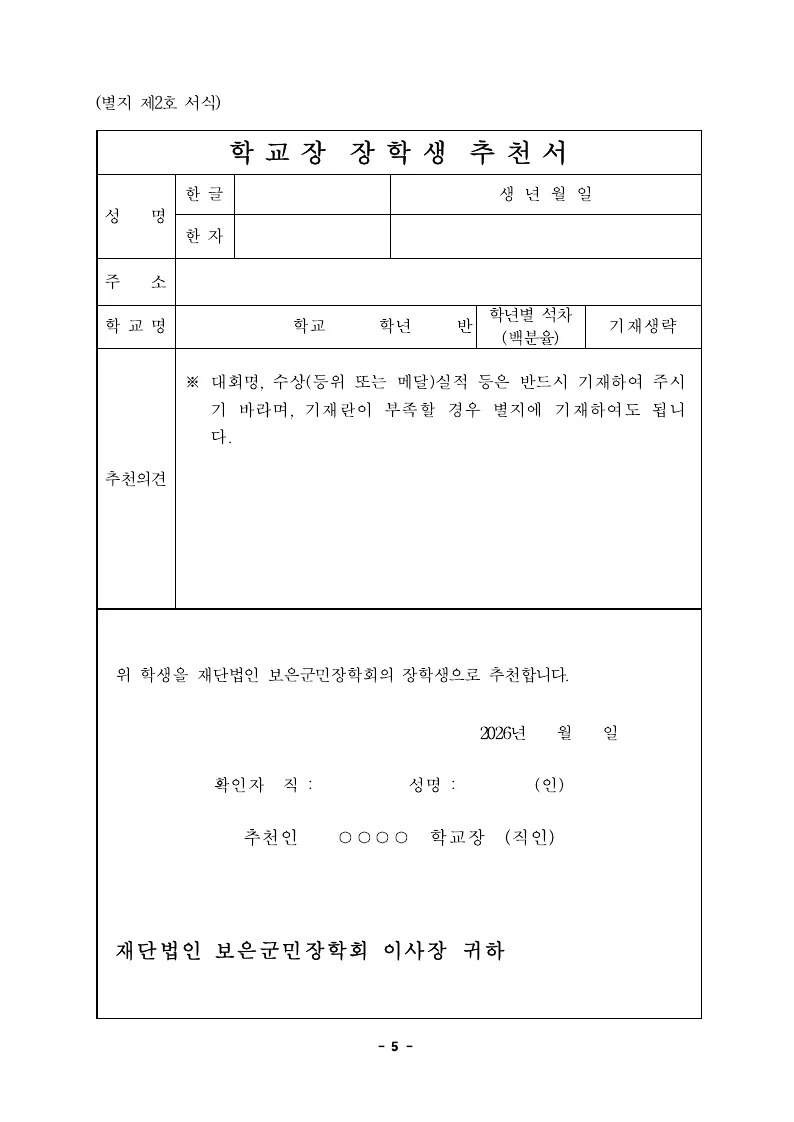 (별지 제2호 서식)
학 교 장 장 학 생 추 천 서
성 명
한 글
생 년 월 일
한 자
주 소
학 교 명
학교 학년 반
학년별 석차
(백분율)
기재생략
추천의견
※ 대회명, 수상(등위 또는 메달)실적 등은 반드시 기재하여 주시
기 바라며, 기재란이 부족할 경우 별지에 기재하여도 됩니
다.
위 학생을 재단법인 보은군민장학회의 장학생으로 추천합니다.
2026년 월 일
확인자 직 : 성명 : (인)
추천인 ○○○○ 학교장 (직인)
재단법인 보은군민장학회 이사장 귀하
- 5 -